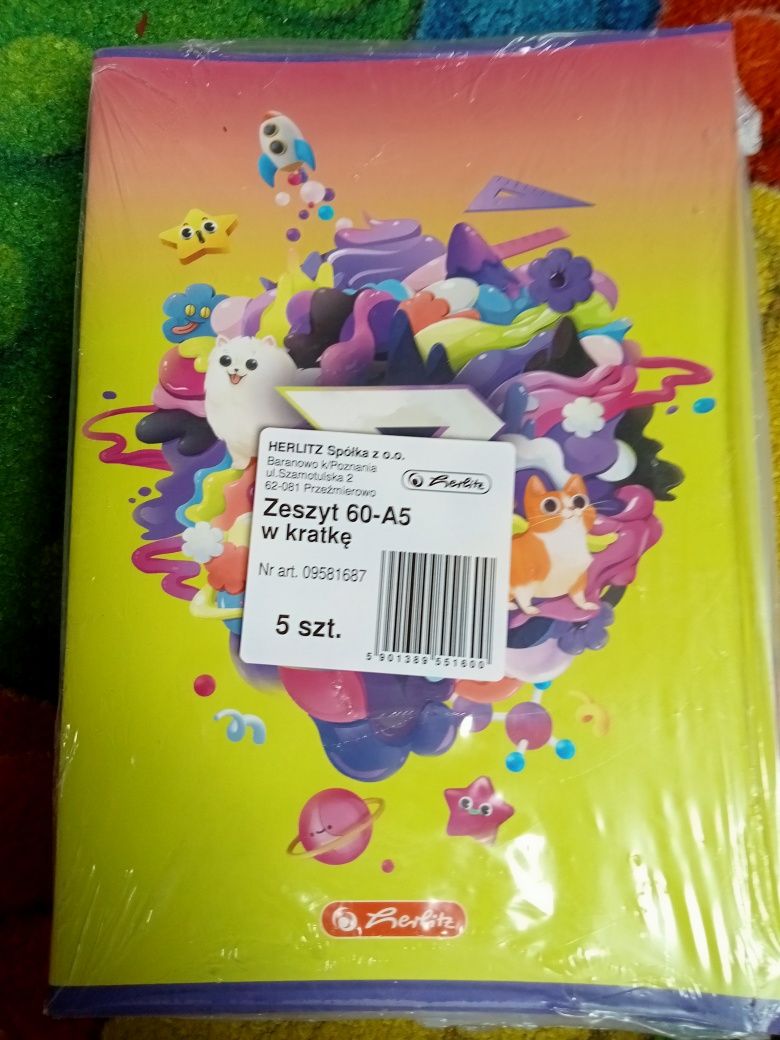 HERLITZ Spółka z o.o.
Baranowo k/Poznania
ul.Szamotulska 2
62-081 Przeźmierowo
Herlitz
Zeszyt 60-A5
w kratkę
Nr art. 09581687
5 szt.
5 901389 551600
Herlitz